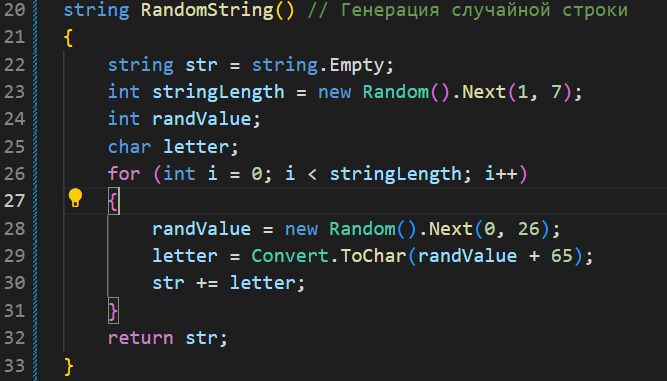 20 string RandomString() // Генерация случайной строки
21 {
22     string str = string.Empty;
23     int stringLength = new Random().Next(1, 7);
24     int randValue;
25     char letter;
26     for (int i = 0; i < stringLength; i++)
27     {
28         randValue = new Random().Next(0, 26);
29         letter = Convert.ToChar(randValue + 65);
30         str += letter;
31     }
32     return str;
33 }